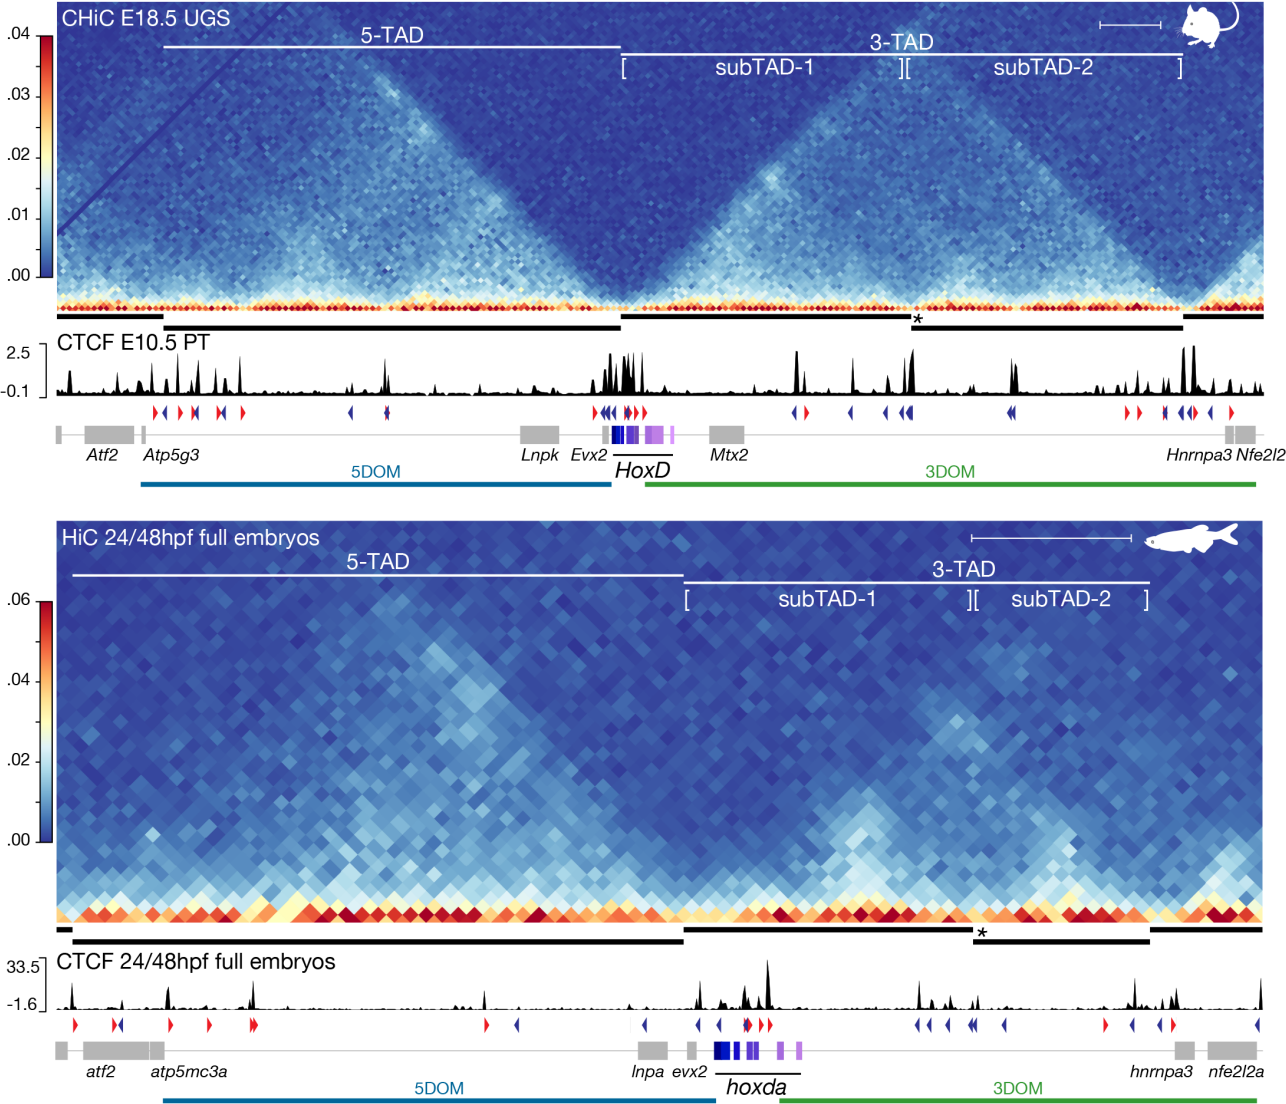 CHiC E18.5 UGS
5-TAD
3-TAD
[ subTAD-1 ][ subTAD-2 ]
.04
.03
.02
.01
.00
*
CTCF E10.5 PT
2.5
-0.1
Atf2 Atp5g3 Lnpk Evx2 HoxD Mtx2 Hnrnpa3 Nfe2l2
5DOM 3DOM
HiC 24/48hpf full embryos
5-TAD
3-TAD
[ subTAD-1 ][ subTAD-2 ]
.06
.04
.02
.00
*
CTCF 24/48hpf full embryos
33.5
-1.6
atf2 atp5mc3a lnpa evx2 hoxda hnrnpa3 nfe2l2a
5DOM 3DOM